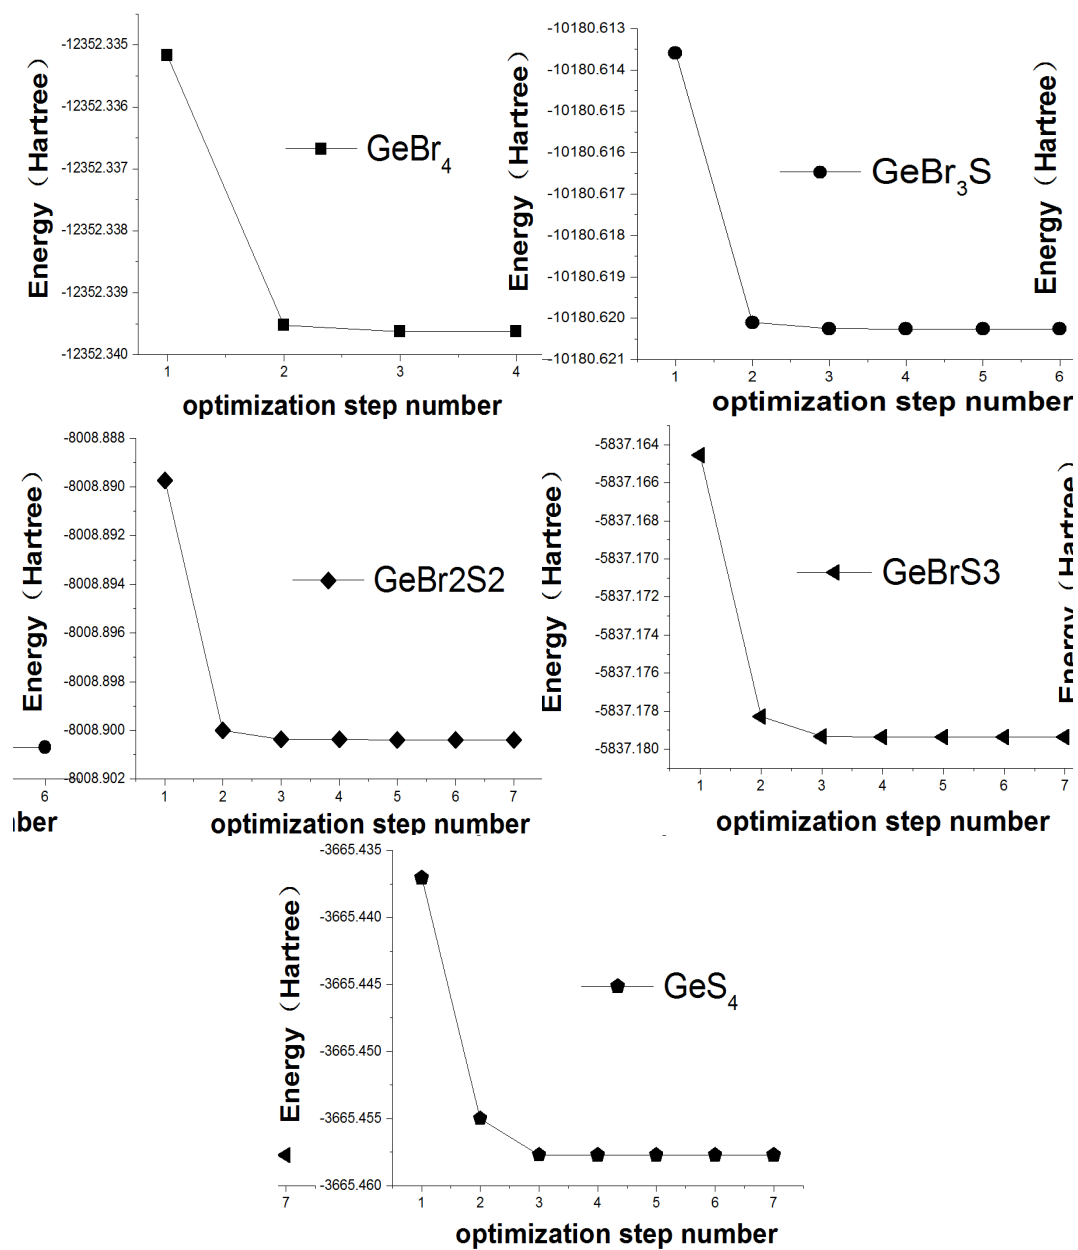 Energy（Hartree）
-12352.335
-12352.336
-12352.337
-12352.338
-12352.339
-12352.340
GeBr₄
1 2 3 4
optimization step number
Energy（Hartree）
-10180.613
-10180.614
-10180.615
-10180.616
-10180.617
-10180.618
-10180.619
-10180.620
-10180.621
GeBr₃S
1 2 3 4 5 6
optimization step number
Energy（Hartree）
Energy（Hartree）
6
-8008.888
-8008.890
-8008.892
-8008.894
-8008.896
-8008.898
-8008.900
-8008.902
GeBr2S2
1 2 3 4 5 6 7
optimization step number
Energy（Hartree）
-5837.164
-5837.166
-5837.168
-5837.170
-5837.172
-5837.174
-5837.176
-5837.178
-5837.180
GeBrS3
1 2 3 4 5 6 7
optimization step number
Energy（Hartree）
Energy（Hartree）
7
-3665.435
-3665.440
-3665.445
-3665.450
-3665.455
-3665.460
GeS₄
1 2 3 4 5 6 7
optimization step number